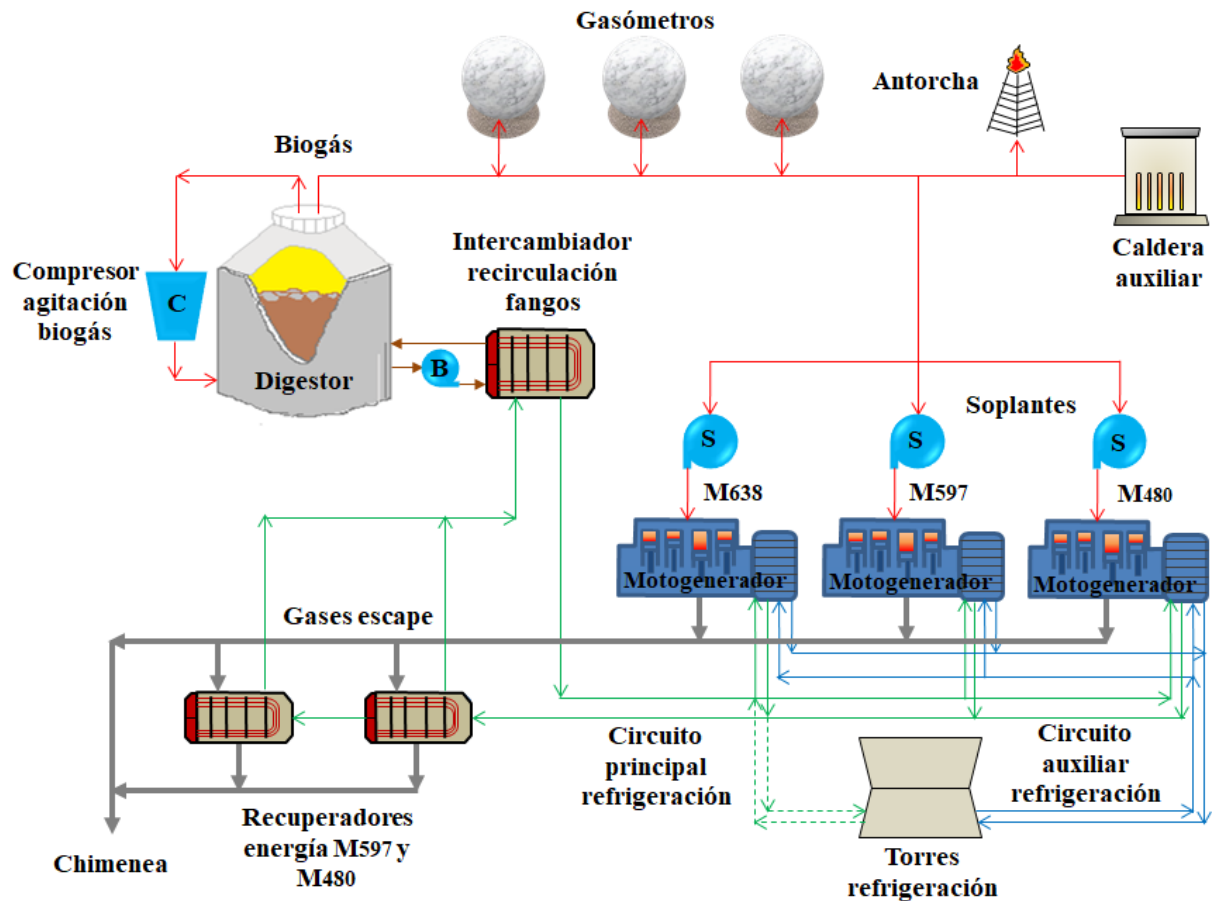 Gasómetros
Antorcha
Biogás
Caldera
auxiliar
Intercambiador
recirculación
fangos
Compresor
agitación
biogás
C
Digestor
B
Soplantes
S
S
S
M638
M597
M480
Motogenerador
Motogenerador
Motogenerador
Gases escape
Circuito
principal
refrigeración
Circuito
auxiliar
refrigeración
Recuperadores
energía M597 y
M480
Chimenea
Torres
refrigeración